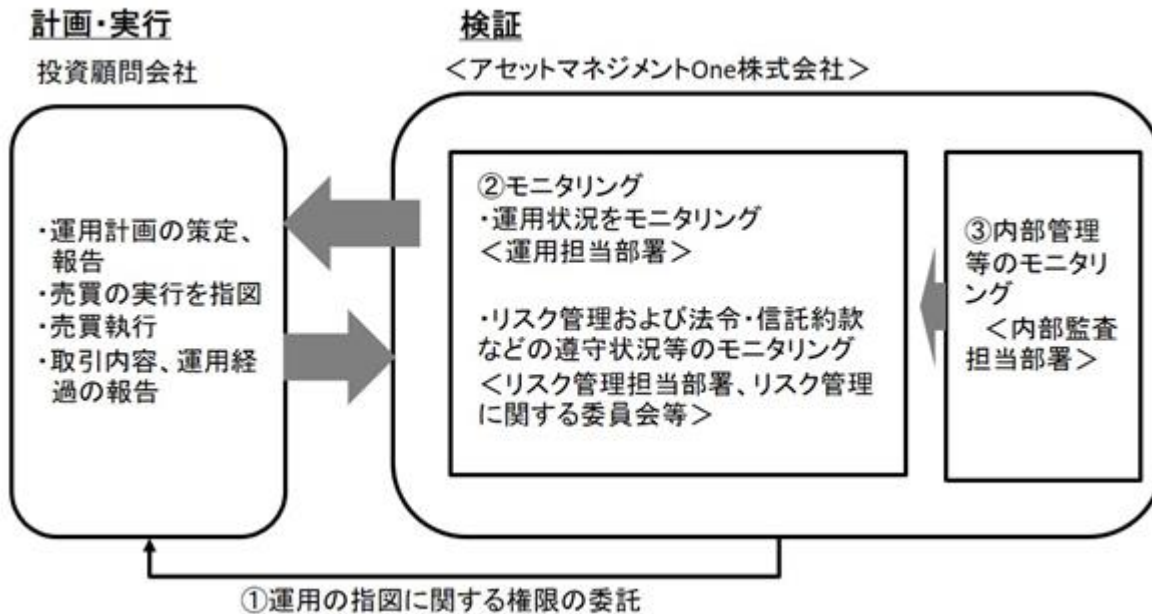 計画・実行
投資顧問会社
・運用計画の策定、
報告
・売買の実行を指図
・売買執行
・取引内容、運用経
過の報告
検証
＜アセットマネジメントOne株式会社＞
②モニタリング
・運用状況をモニタリング
＜運用担当部署＞
・リスク管理および法令・信託約款
などの遵守状況等のモニタリング
＜リスク管理担当部署、リスク管理
に関する委員会等＞
③内部管理
等のモニタリ
ング
＜内部監査
担当部署＞
①運用の指図に関する権限の委託